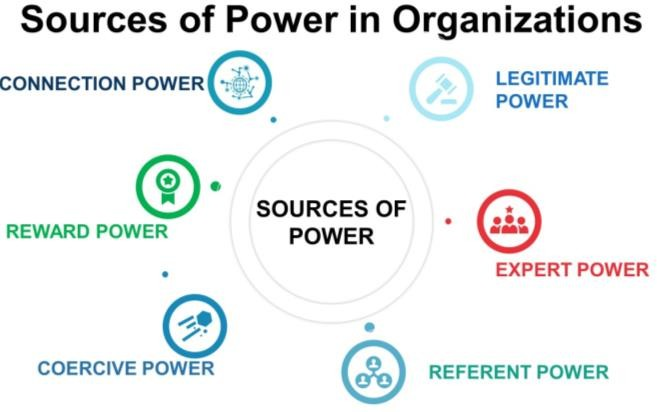 Sources of Power in Organizations
CONNECTION POWER
LEGITIMATE
POWER
SOURCES OF
POWER
REWARD POWER
EXPERT POWER
COERCIVE POWER
REFERENT POWER